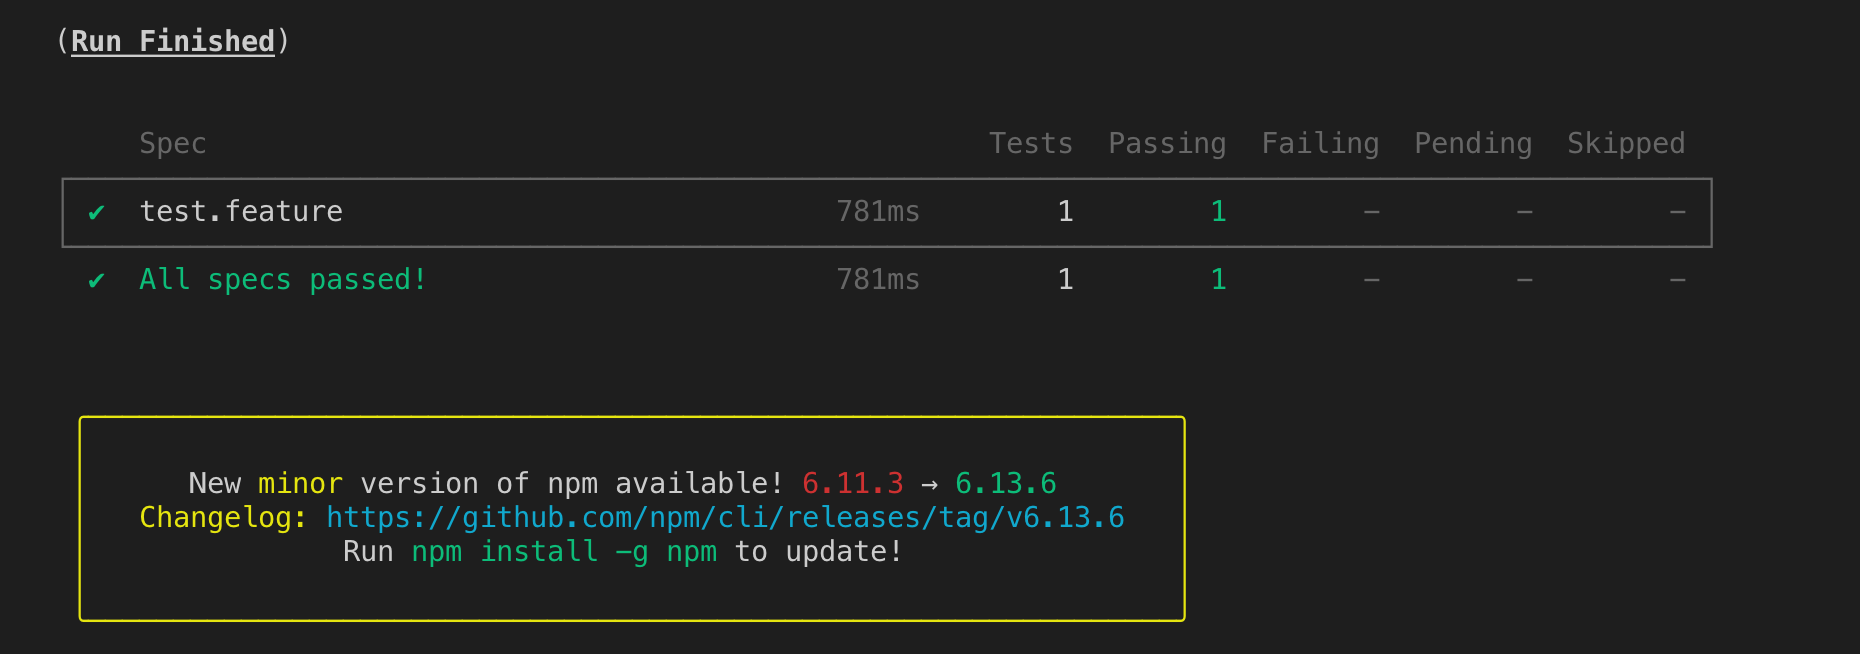 (Run Finished)
Spec Tests Passing Failing Pending Skipped
✔ test.feature 781ms 1 1 - - -
✔ All specs passed! 781ms 1 1 - - -
New minor version of npm available! 6.11.3 → 6.13.6
Changelog: https://github.com/npm/cli/releases/tag/v6.13.6
Run npm install -g npm to update!